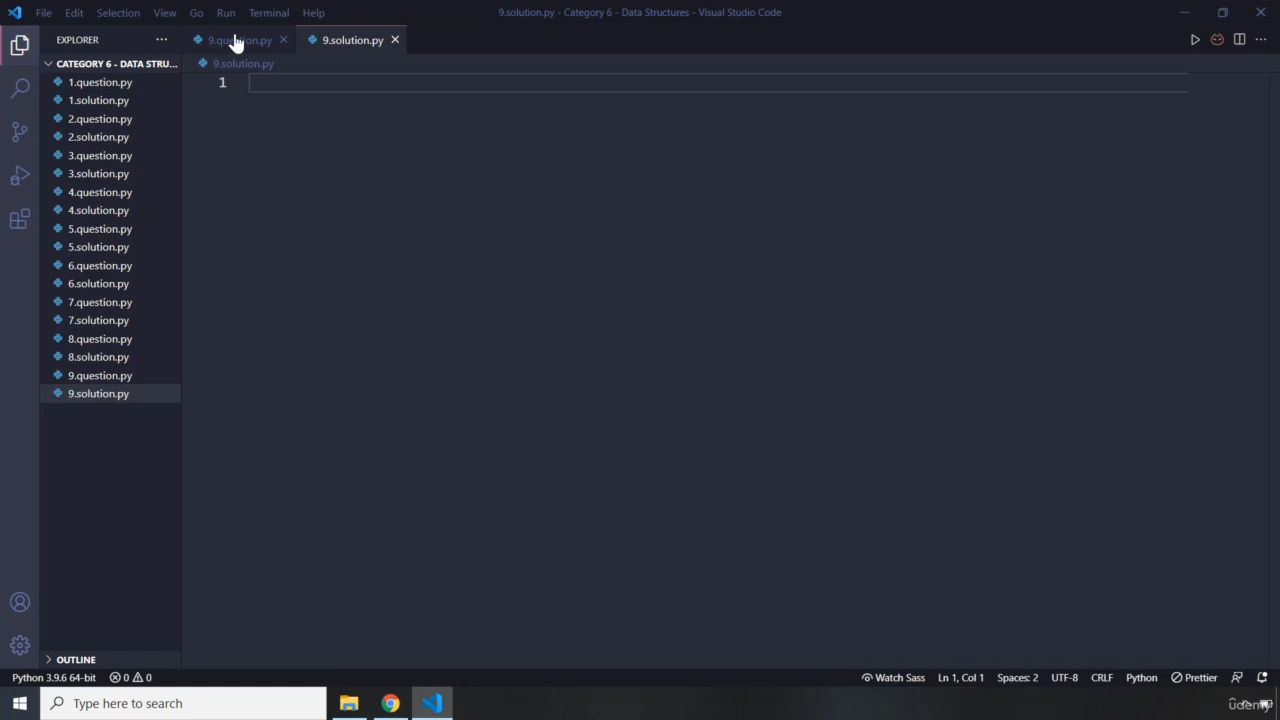 File Edit Selection View Go Run Terminal Help
9.solution.py - Category 6 - Data Structures - Visual Studio Code
EXPLORER
9.question.py
9.solution.py
CATEGORY 6 - DATA STRU...
9.solution.py
1
1.question.py
1.solution.py
2.question.py
2.solution.py
3.question.py
3.solution.py
4.question.py
4.solution.py
5.question.py
5.solution.py
6.question.py
6.solution.py
7.question.py
7.solution.py
8.question.py
8.solution.py
9.question.py
9.solution.py
OUTLINE
Python 3.9.6 64-bit 0 0 Watch Sass Ln 1, Col 1 Spaces: 2 UTF-8 CRLF Python Prettier
Type here to search
Udemy